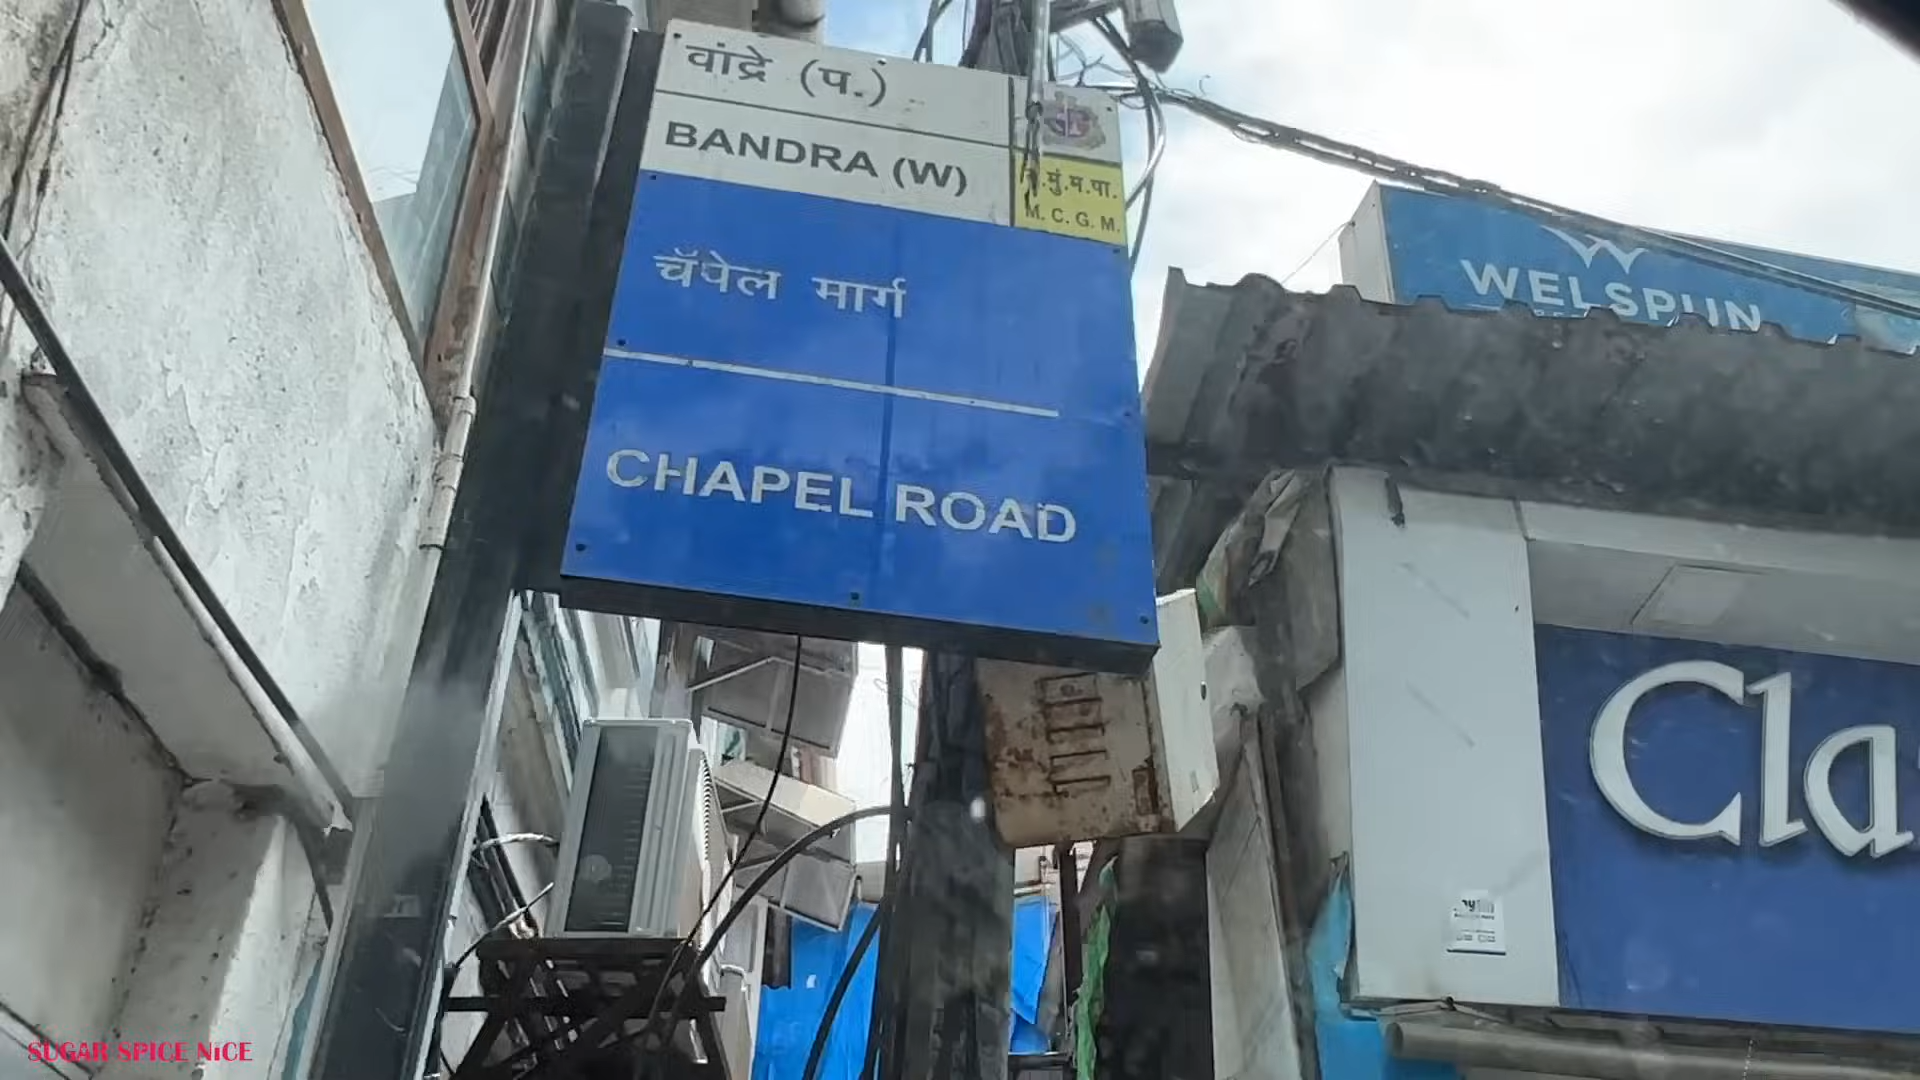 वांद्रे (प.)
BANDRA (W)
मुं.म.पा.
M. C. G. M.
चॅपेल मार्ग
CHAPEL ROAD
WELSPUN
Cla
SUGAR SPICE NiCE